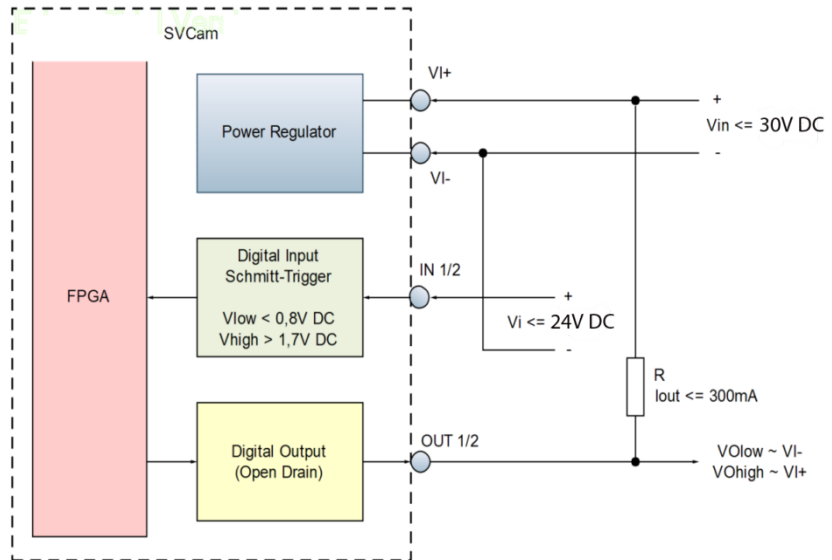 SVCam
VI+
Power Regulator
+
Vin <= 30V DC
-
VI-
Digital Input
Schmitt-Trigger
IN 1/2
FPGA
+
Vlow < 0,8V DC
Vhigh > 1,7V DC
Vi <= 24V DC
-
R
Iout <= 300mA
OUT 1/2
Digital Output
(Open Drain)
VOlow ~ VI-
VOhigh ~ VI+